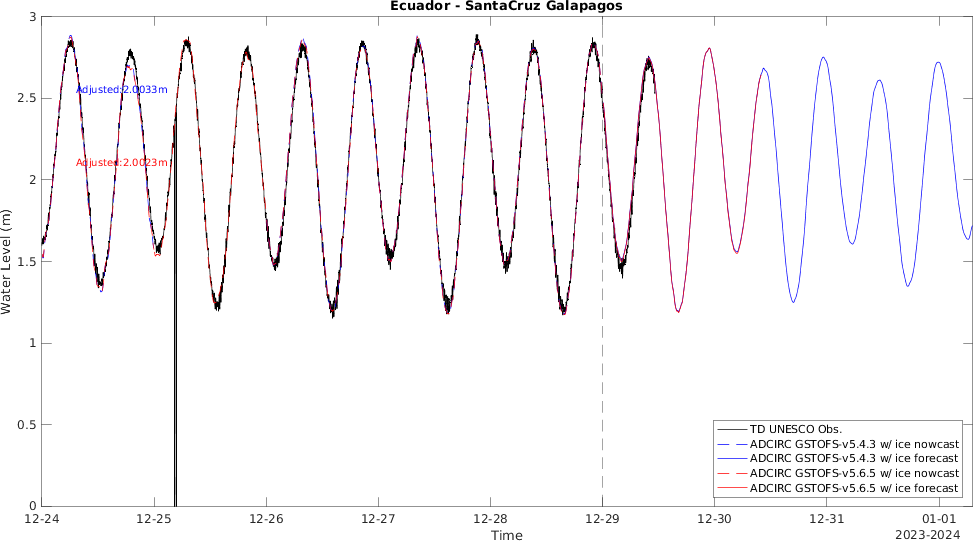 Ecuador - SantaCruz Galapagos
3
2.5
2
1.5
1
0.5
0
Water Level (m)
Adjusted:2.0033m
Adjusted:2.0023m
TD UNESCO Obs.
ADCIRC GSTOFS-v5.4.3 w/ ice nowcast
ADCIRC GSTOFS-v5.4.3 w/ ice forecast
ADCIRC GSTOFS-v5.6.5 w/ ice nowcast
ADCIRC GSTOFS-v5.6.5 w/ ice forecast
12-24 12-25 12-26 12-27 12-28 12-29 12-30 12-31 01-01
Time
2023-2024